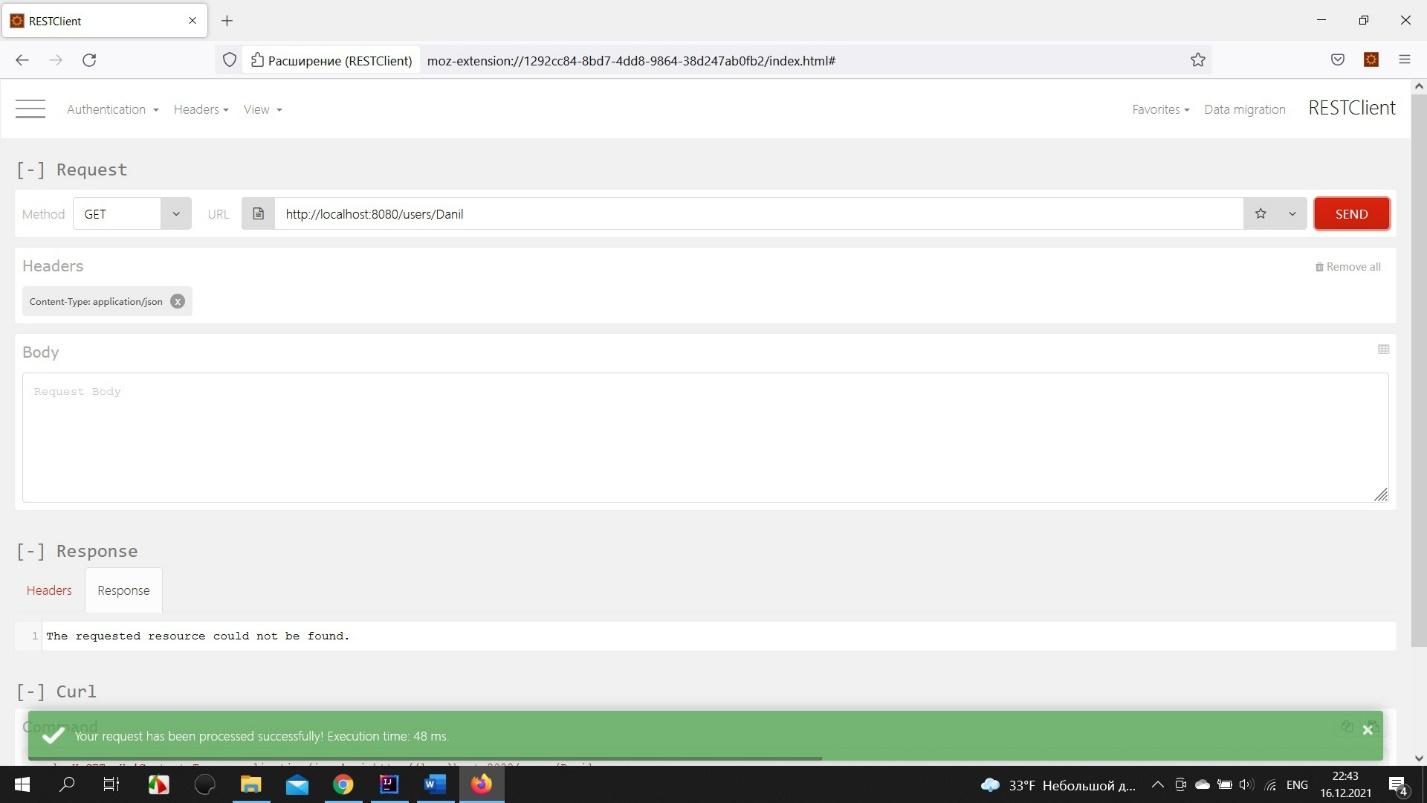 RESTClient
Расширение (RESTClient) moz-extension://1292cc84-8bd7-4dd8-9864-38d247ab0fb2/index.html#
Authentication Headers View Favorites Data migration RESTClient
[-] Request
Method GET URL http://localhost:8080/users/Danil SEND
Headers Remove all
Content-Type: application/json x
Body
Request Body
[-] Response
Headers Response
1 The requested resource could not be found.
[-] Curl
Command
Your request has been processed successfully! Execution time: 48 ms.
33°F Небольшой д... ENG 22:43
16.12.2021 4